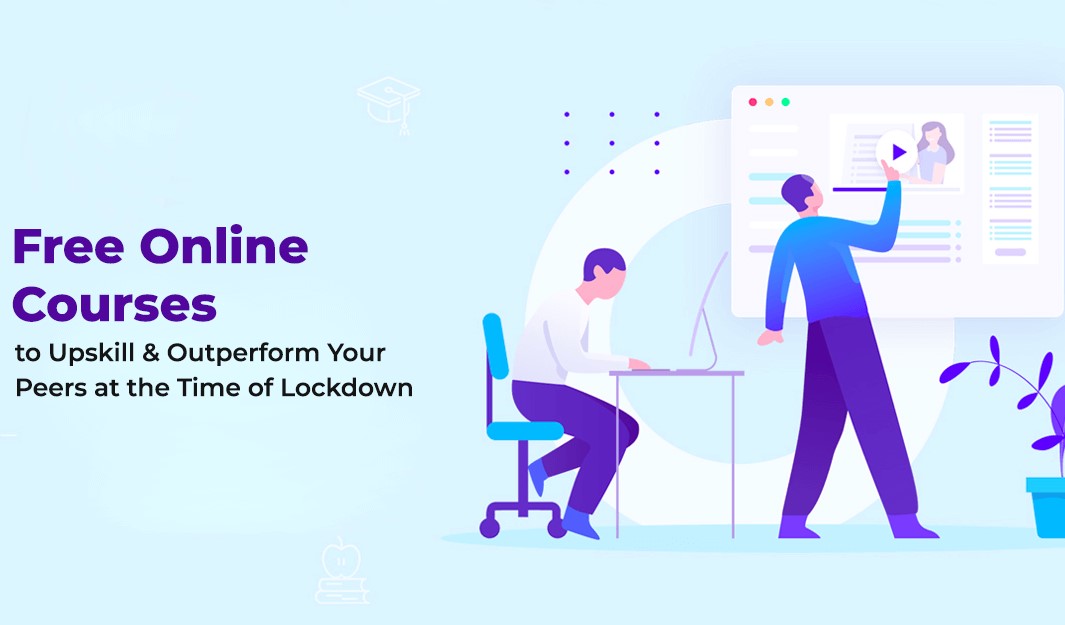 Free Online
Courses
to Upskill & Outperform Your
Peers at the Time of Lockdown